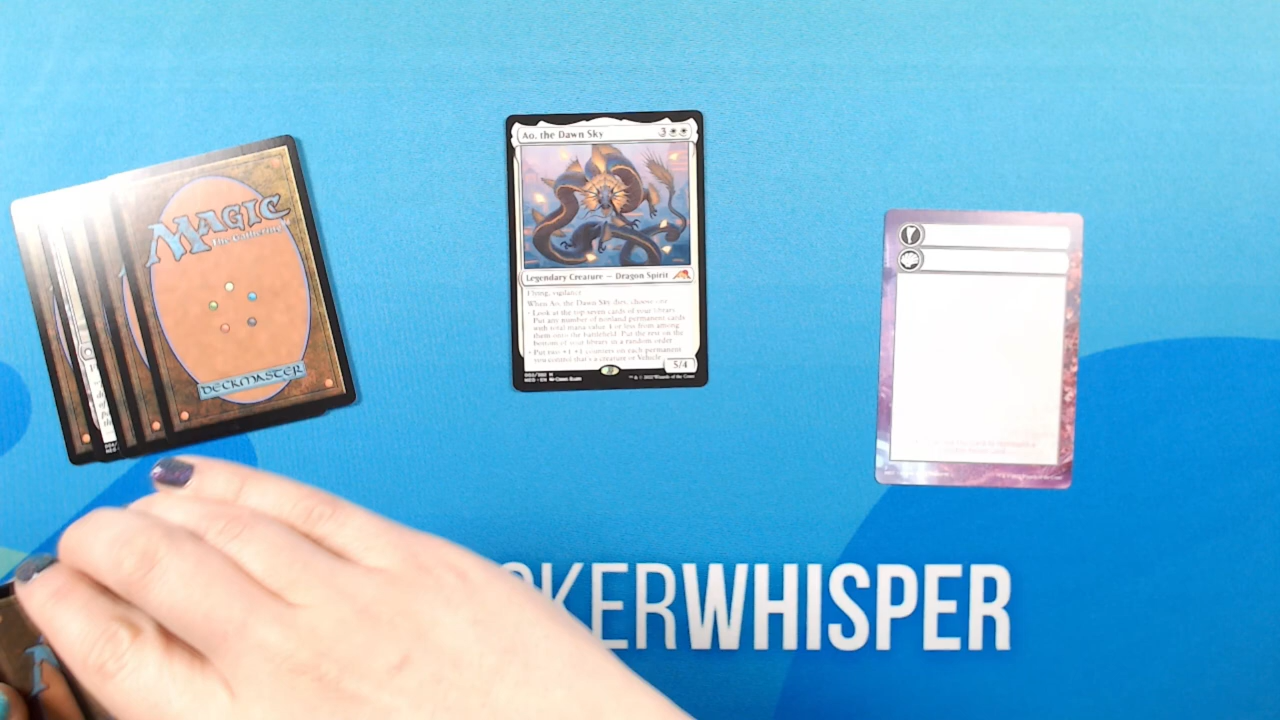 MAGIC
The Gathering
DECKMASTER
Ao, the Dawn Sky
3
Legendary Creature — Dragon Spirit
Flying, vigilance
When Ao, the Dawn Sky dies, choose one —
• Look at the top seven cards of your library.
Put any number of nonland permanent cards
with total mana value 4 or less from among
them onto the battlefield. Put the rest on the
bottom of your library in a random order.
• Put two +1/+1 counters on each permanent
you control that's a creature or Vehicle.
5/4
KERWHISPER